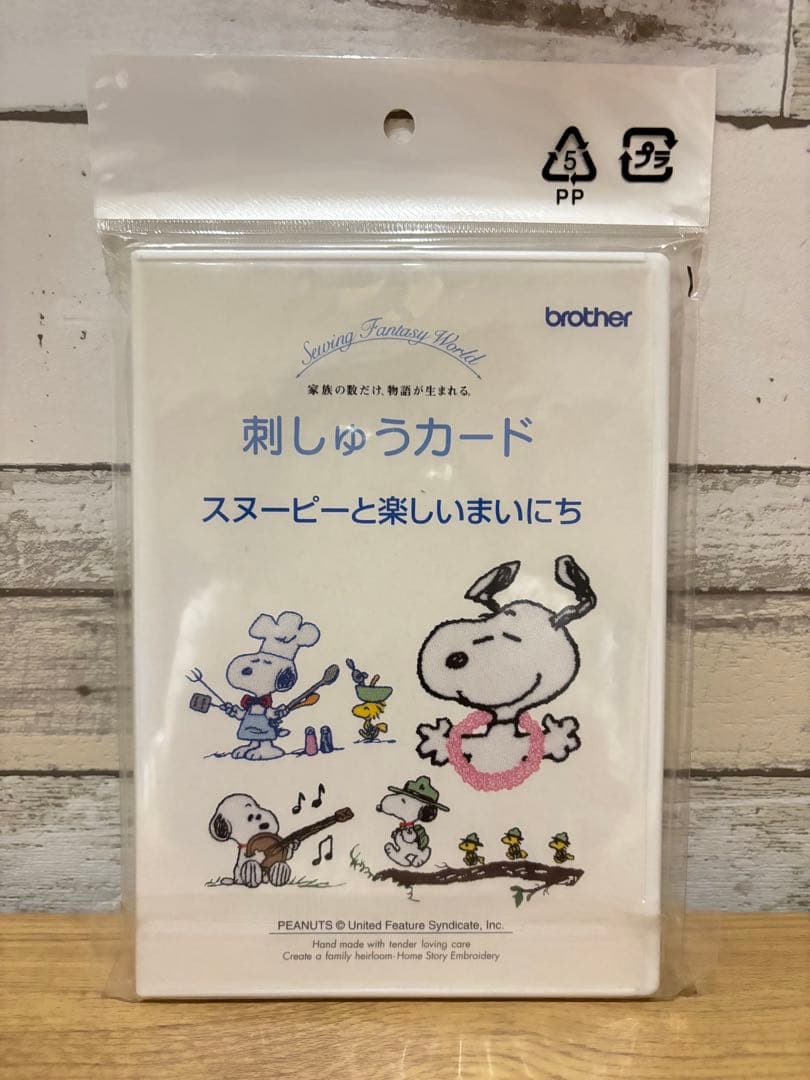 5
PP
プラ
brother
Sewing Fantasy World
家族の数だけ、物語が生まれる。
刺しゅうカード
スヌーピーと楽しいまいにち
PEANUTS © United Feature Syndicate, Inc.
Hand made with tender loving care
Create a family heirloom-Home Story Embroidery